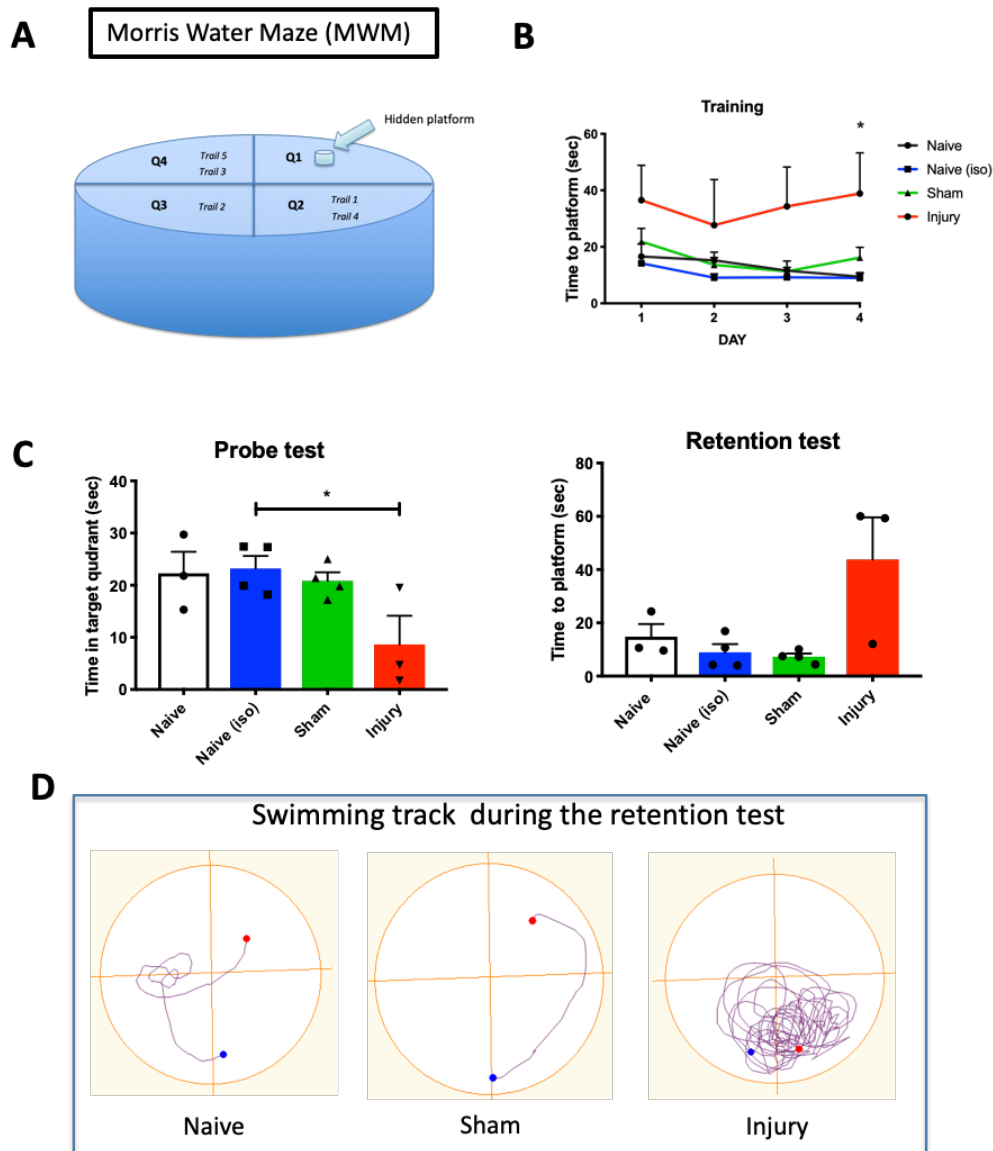 A
Morris Water Maze (MWM)
Hidden platform
Q4
Trail 5
Trail 3
Q1
Q3
Trail 2
Q2
Trail 1
Trail 4
B
Training
Time to platform (sec)
60
40
20
0
1 2 3 4
DAY
*
Naive
Naive (iso)
Sham
Injury
C
Probe test
Time in target qudrant (sec)
40
30
20
10
0
*
Naive
Naive (iso)
Sham
Injury
Retention test
Time to platform (sec)
80
60
40
20
0
Naive
Naive (iso)
Sham
Injury
D
Swimming track during the retention test
Naive
Sham
Injury